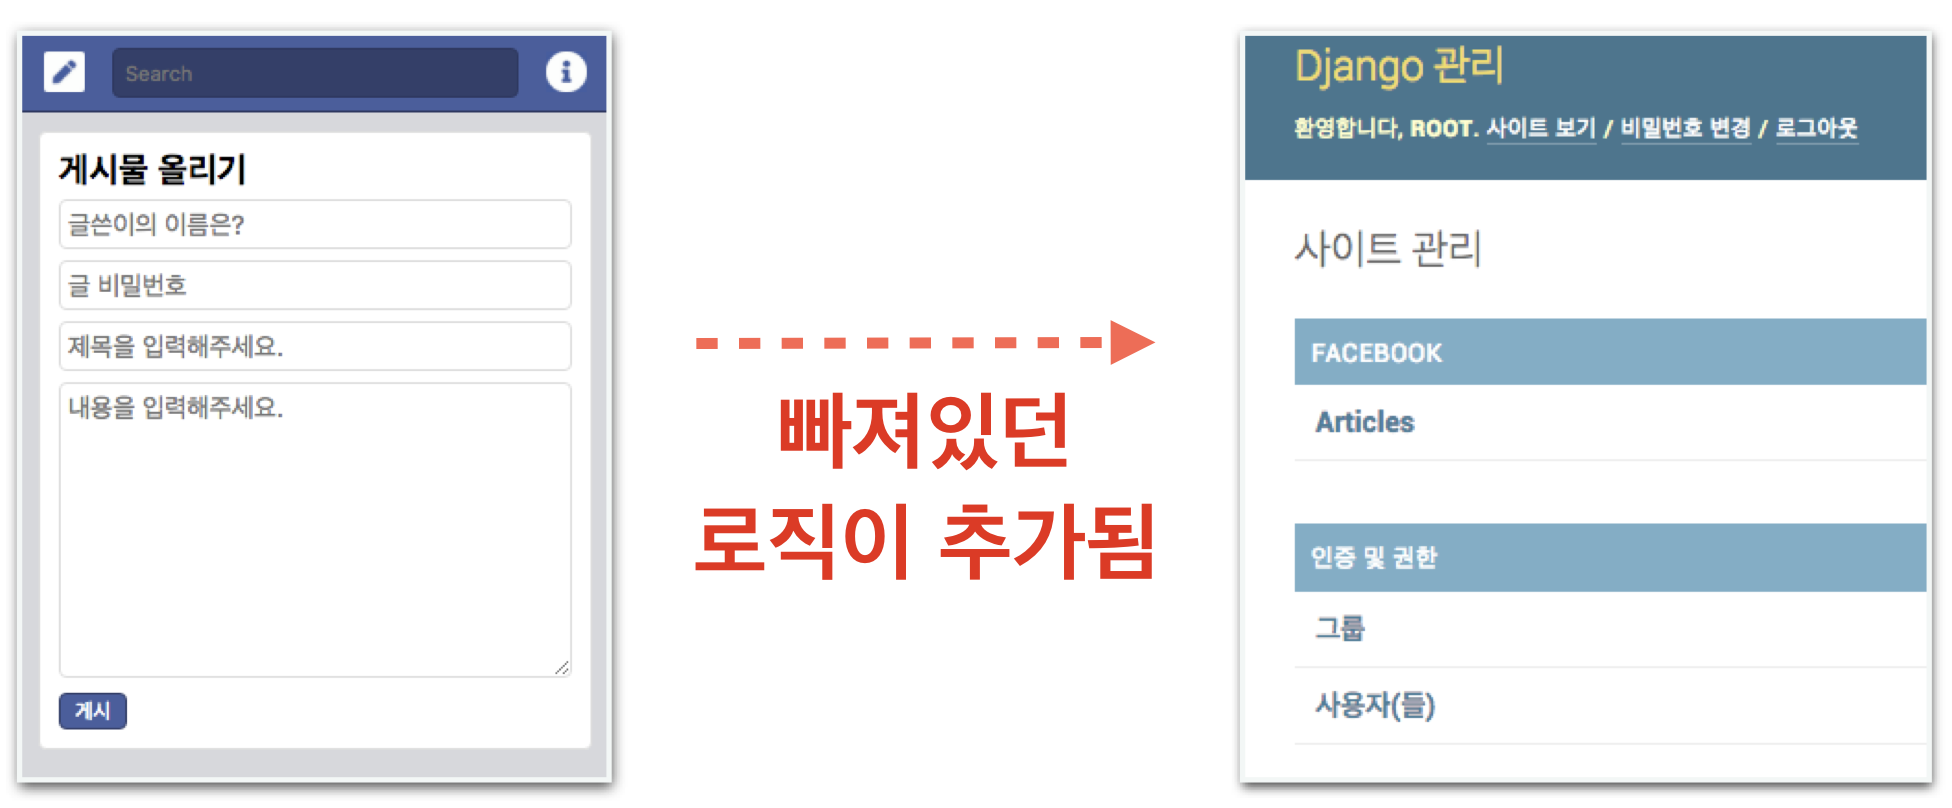 Search
게시물 올리기
글쓴이의 이름은?
글 비밀번호
제목을 입력해주세요.
내용을 입력해주세요.
게시
빠져있던
로직이 추가됨
Django 관리
환영합니다, ROOT. 사이트 보기 / 비밀번호 변경 / 로그아웃
사이트 관리
FACEBOOK
Articles
인증 및 권한
그룹
사용자(들)